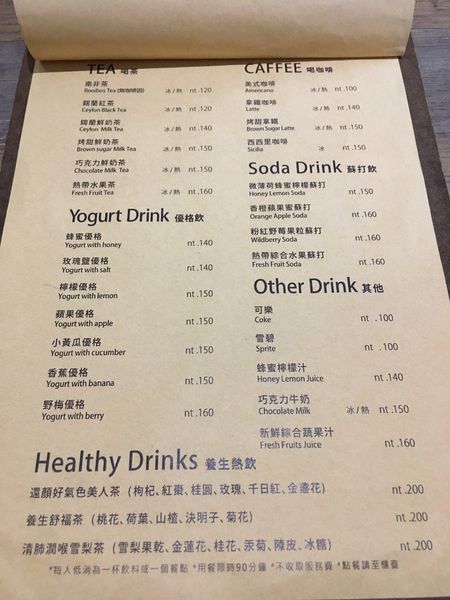 TEA 喝茶
南非茶
Rooibos Tea (無咖啡因) 冰/熱 nt .120
錫蘭紅茶
Ceylon Black Tea 冰/熱 nt .120
錫蘭鮮奶茶
Ceylon Milk Tea 冰/熱 nt .140
烤甜鮮奶茶
Brown sugar Milk Tea 冰/熱 nt .150
巧克力鮮奶茶
Chocolate Milk Tea 冰/熱 nt .150
熱帶水果茶
Fresh Fruit Tea 冰/熱 nt .160
Yogurt Drink 優格飲
蜂蜜優格
Yogurt with honey nt .140
玫瑰鹽優格
Yogurt with salt nt .140
檸檬優格
Yogurt with lemon nt .150
蘋果優格
Yogurt with apple nt .150
小黃瓜優格
Yogurt with cucumber nt .150
香蕉優格
Yogurt with banana nt .150
野莓優格
Yogurt with berry nt .160
CAFFEE 喝咖啡
美式咖啡
Americano 冰/熱 nt .100
拿鐵咖啡
Latte 冰/熱 nt .140
烤甜拿鐵
Brown Sugar Latte 冰/熱 nt .150
西西里咖啡
Sicilia 冰 nt .150
Soda Drink 蘇打飲
微薄荷蜂蜜檸檬蘇打
Honey Lemon Soda nt .150
香橙蘋果蜜蘇打
Orange Apple Soda nt .160
粉紅野莓果粒蘇打
Wildberry Soda nt .160
熱帶綜合水果蘇打
Fresh Fruit Soda nt .160
Other Drink 其他
可樂
Coke nt .100
雪碧
Sprite nt .100
蜂蜜檸檬汁
Honey Lemon Juice nt .140
巧克力牛奶
Chocolate Milk 冰/熱 nt .150
新鮮綜合蔬果汁
Fresh Fruits Juice nt .160
Healthy Drinks 養生熱飲
還顏好氣色美人茶（枸杞、紅棗、桂圓、玫瑰、千日紅、金盞花） nt .200
養生舒福茶（桃花、荷葉、山楂、決明子、菊花） nt .200
清肺潤喉雪梨茶（雪梨果乾、金蓮花、桂花、羅菊、陳皮、冰糖） nt .200
*每人低消為一杯飲料或一個餐點 *用餐限時90分鐘 *不收取服務費 *點餐請至櫃臺